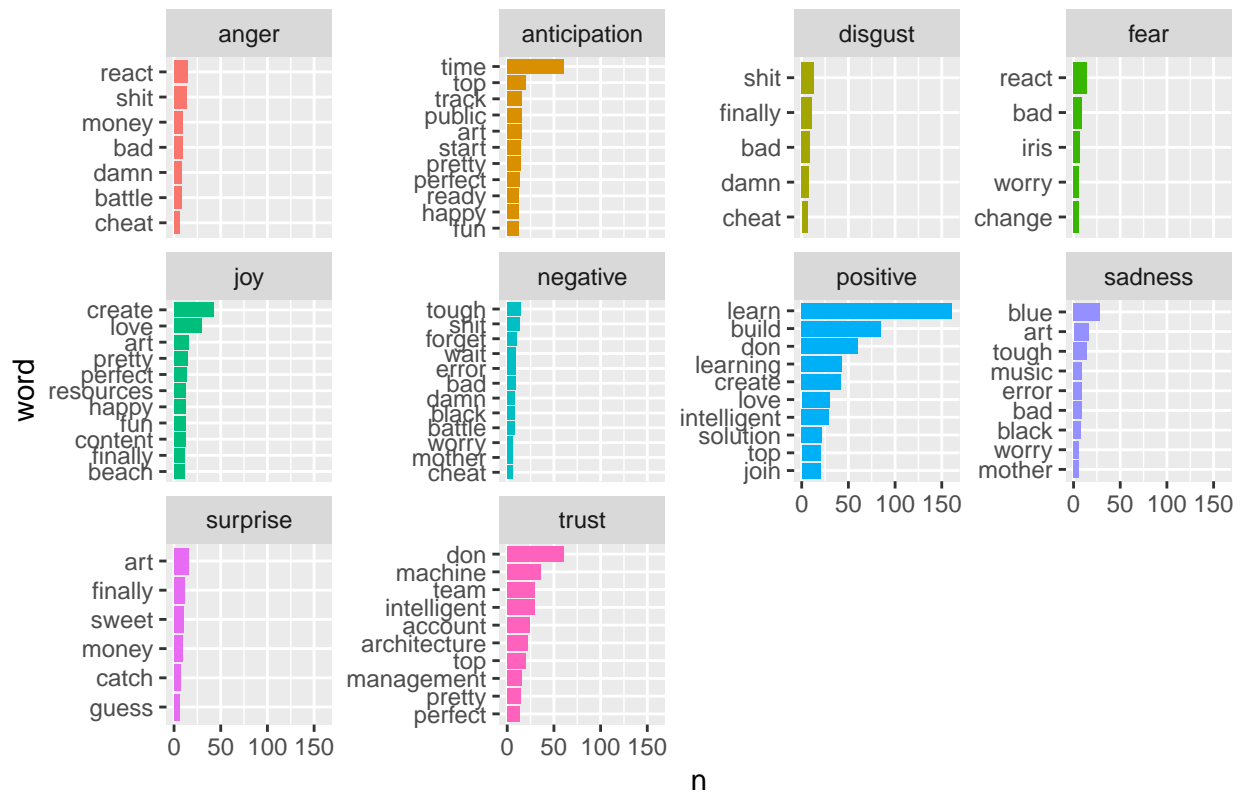 anger
react
shit
money
bad
damn
battle
cheat
anticipation
time
top
track
public
art
start
pretty
perfect
ready
happy
fun
disgust
shit
finally
bad
damn
cheat
fear
react
bad
iris
worry
change
joy
create
love
art
pretty
perfect
resources
happy
fun
content
finally
beach
negative
tough
shit
forget
wait
error
bad
damn
black
battle
worry
mother
cheat
positive
learn
build
don
learning
create
love
intelligent
solution
top
join
0 50 100 150
sadness
blue
art
tough
music
error
bad
black
worry
mother
0 50 100 150
surprise
art
finally
sweet
money
catch
guess
0 50 100 150
trust
don
machine
team
intelligent
account
architecture
top
management
pretty
perfect
0 50 100 150
word
n